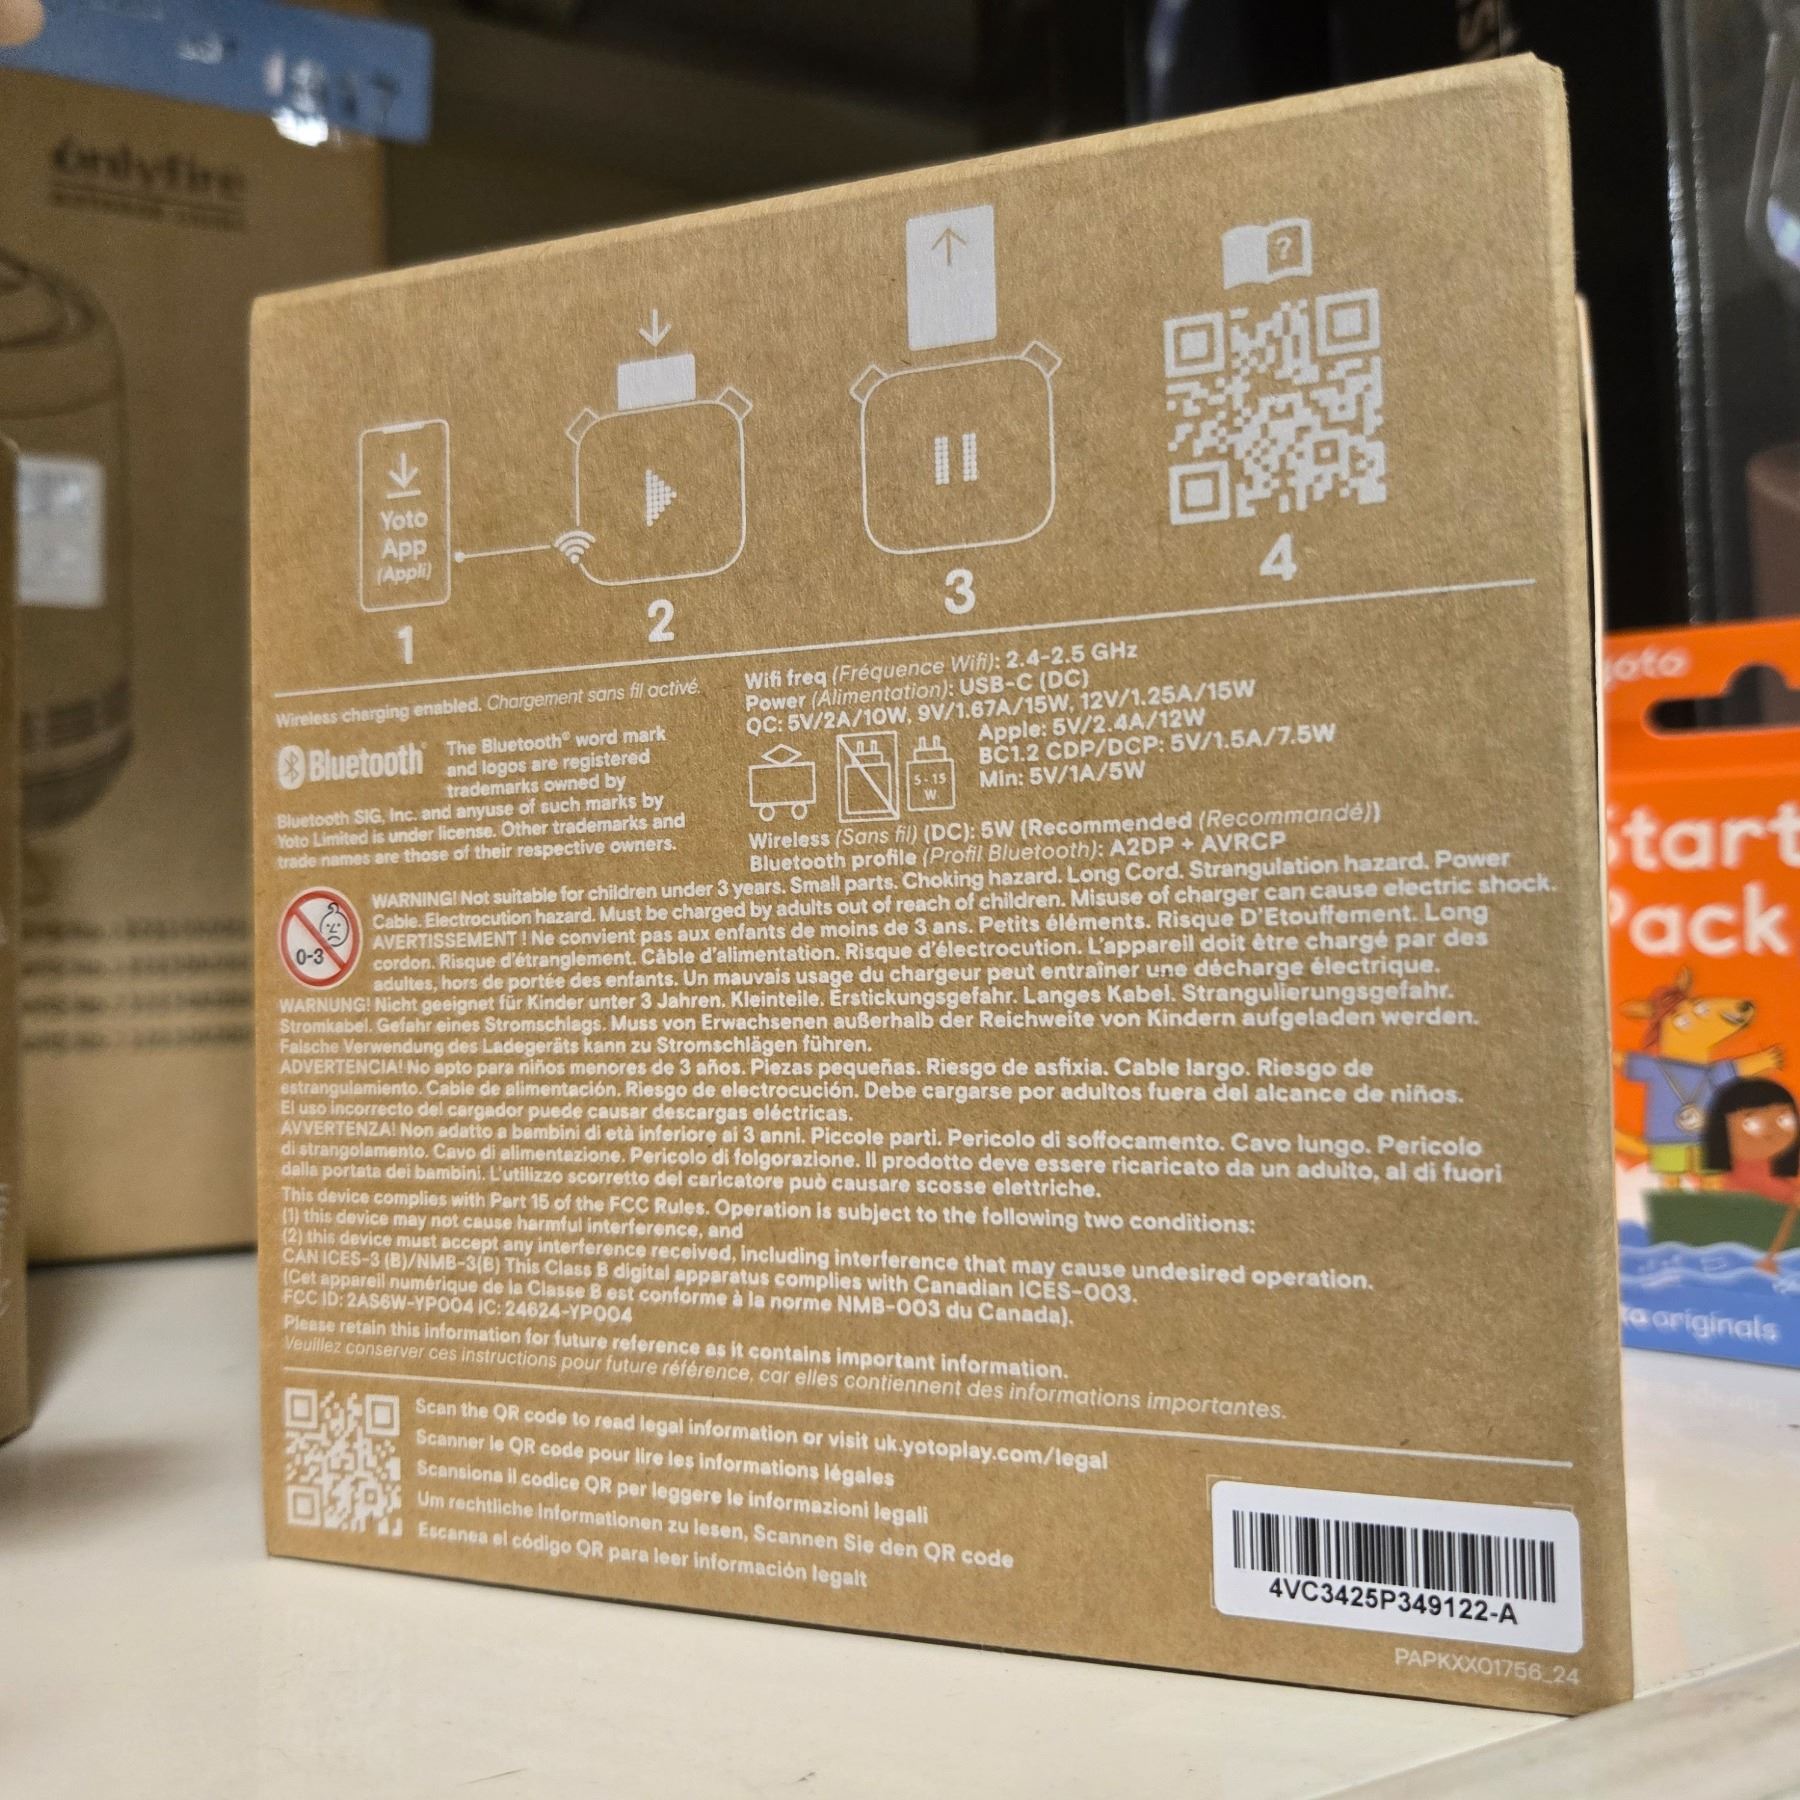 Onlyfire
Yoto
App
(Appli)
?
1
2
3
4
Wireless charging enabled. Chargement sans fil activé.
Bluetooth®
The Bluetooth® word mark
and logos are registered
trademarks owned by
Bluetooth SIG, Inc. and anyuse of such marks by
Yoto Limited is under license. Other trademarks and
trade names are those of their respective owners.
Wifi freq (Fréquence Wifi): 2.4-2.5 GHz
Power (Alimentation): USB-C (DC)
QC: 5V/2A/10W, 9V/1.67A/15W, 12V/1.25A/15W
Apple: 5V/2.4A/12W
BC1.2 CDP/DCP: 5V/1.5A/7.5W
Min: 5V/1A/5W
5 - 15
W
Wireless (Sans fil) (DC): 5W (Recommended (Recommandé))
Bluetooth profile (Profil Bluetooth): A2DP + AVRCP
0-3
WARNING! Not suitable for children under 3 years. Small parts. Choking hazard. Long Cord. Strangulation hazard. Power
Cable. Electrocution hazard. Must be charged by adults out of reach of children. Misuse of charger can cause electric shock.
AVERTISSEMENT ! Ne convient pas aux enfants de moins de 3 ans. Petits éléments. Risque D'Etouffement. Long
cordon. Risque d'étranglement. Câble d'alimentation. Risque d'électrocution. L'appareil doit être chargé par des
adultes, hors de portée des enfants. Un mauvais usage du chargeur peut entraîner une décharge électrique.
WARNUNG! Nicht geeignet für Kinder unter 3 Jahren. Kleinteile. Erstickungsgefahr. Langes Kabel. Strangulierungsgefahr.
Stromkabel. Gefahr eines Stromschlags. Muss von Erwachsenen außerhalb der Reichweite von Kindern aufgeladen werden.
Falsche Verwendung des Ladegeräts kann zu Stromschlägen führen.
ADVERTENCIA! No apto para niños menores de 3 años. Piezas pequeñas. Riesgo de asfixia. Cable largo. Riesgo de
estrangulamiento. Cable de alimentación. Riesgo de electrocución. Debe cargarse por adultos fuera del alcance de niños.
El uso incorrecto del cargador puede causar descargas eléctricas.
AVVERTENZA! Non adatto a bambini di età inferiore ai 3 anni. Piccole parti. Pericolo di soffocamento. Cavo lungo. Pericolo
di strangolamento. Cavo di alimentazione. Pericolo di folgorazione. Il prodotto deve essere ricaricato da un adulto, al di fuori
dalla portata dei bambini. L'utilizzo scorretto del caricatore può causare scosse elettriche.
This device complies with Part 15 of the FCC Rules. Operation is subject to the following two conditions:
(1) this device may not cause harmful interference, and
(2) this device must accept any interference received, including interference that may cause undesired operation.
CAN ICES-3 (B)/NMB-3(B) This Class B digital apparatus complies with Canadian ICES-003.
(Cet appareil numérique de la Classe B est conforme à la norme NMB-003 du Canada).
FCC ID: 2AS6W-YP004 IC: 24624-YP004
Please retain this information for future reference as it contains important information.
Veuillez conserver ces instructions pour future référence, car elles contiennent des informations importantes.
Scan the QR code to read legal information or visit uk.yotoplay.com/legal
Scanner le QR code pour lire les informations légales
Scansiona il codice QR per leggere le informazioni legali
Um rechtliche Informationen zu lesen, Scannen Sie den QR code
Escanea el código QR para leer información legalt
4VC3425P349122-A
PAPKXX01756_24
yoto
Start
Pack
originals